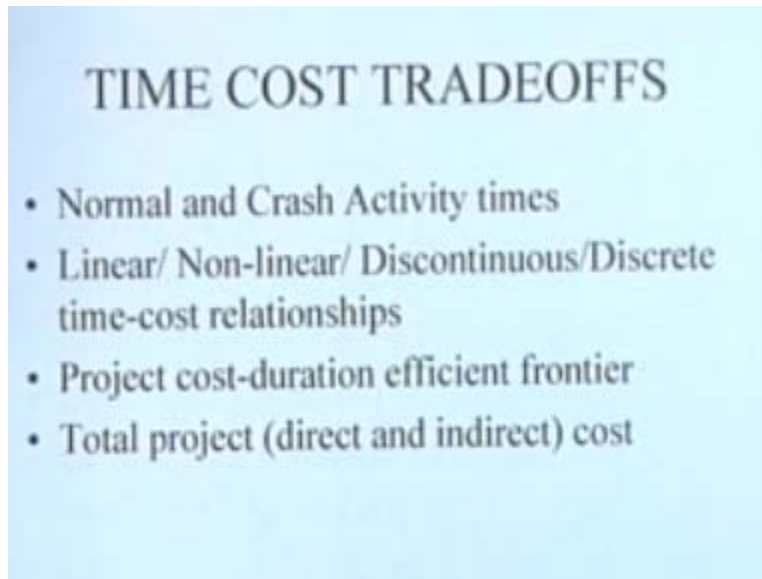 TIME COST TRADEOFFS
• Normal and Crash Activity times
• Linear/ Non-linear/ Discontinuous/Discrete
time-cost relationships
• Project cost-duration efficient frontier
• Total project (direct and indirect) cost